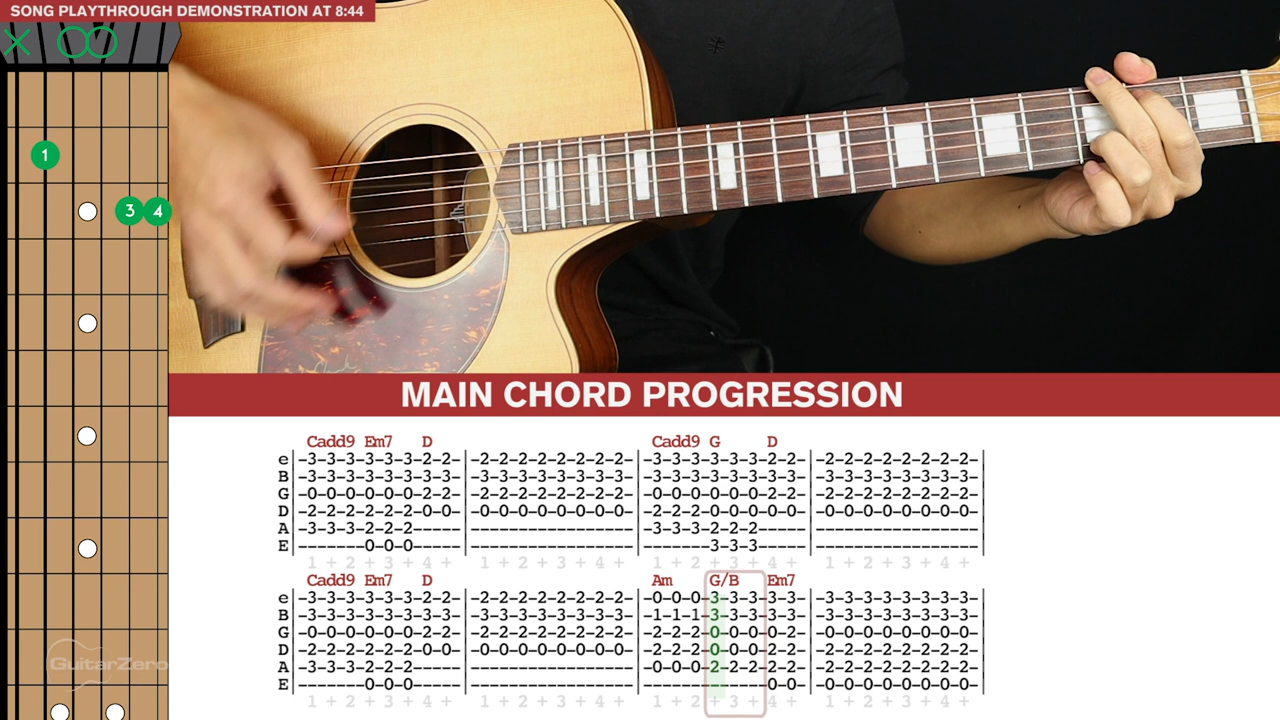 SONG PLAYTHROUGH DEMONSTRATION AT 8:44
1
3 4
MAIN CHORD PROGRESSION
Cadd9 Em7 D Cadd9 G D
e|-3-3-3-3-3-3-2-2-|-2-2-2-2-2-2-2-2-|-3-3-3-3-3-3-2-2-|-2-2-2-2-2-2-2-2-|
B|-3-3-3-3-3-3-3-3-|-3-3-3-3-3-3-3-3-|-3-3-3-3-3-3-3-3-|-3-3-3-3-3-3-3-3-|
G|-0-0-0-0-0-0-2-2-|-2-2-2-2-2-2-2-2-|-0-0-0-0-0-0-2-2-|-2-2-2-2-2-2-2-2-|
D|-2-2-2-2-2-2-0-0-|-0-0-0-0-0-0-0-0-|-2-2-2-0-0-0-0-0-|-0-0-0-0-0-0-0-0-|
A|-3-3-3-2-2-2-----|-----------------|-3-3-3-2-2-2-----|-----------------|
E|-------0-0-0-----|-----------------|-------3-3-3-----|-----------------|
1 + 2 + 3 + 4 + 1 + 2 + 3 + 4 + 1 + 2 + 3 + 4 + 1 + 2 + 3 + 4 +
Cadd9 Em7 D Am G/B Em7
e|-3-3-3-3-3-3-2-2-|-2-2-2-2-2-2-2-2-|-0-0-0-3-3-3-3-3-|-3-3-3-3-3-3-3-3-|
B|-3-3-3-3-3-3-3-3-|-3-3-3-3-3-3-3-3-|-1-1-1-3-3-3-3-3-|-3-3-3-3-3-3-3-3-|
G|-0-0-0-0-0-0-2-2-|-2-2-2-2-2-2-2-2-|-2-2-2-0-0-0-0-0-|-0-0-0-0-0-0-0-0-|
D|-2-2-2-2-2-2-0-0-|-0-0-0-0-0-0-0-0-|-2-2-2-0-0-0-2-2-|-2-2-2-2-2-2-2-2-|
A|-3-3-3-2-2-2-----|-----------------|-0-0-0-2-2-2-2-2-|-2-2-2-2-2-2-2-2-|
E|-------0-0-0-----|-----------------|-------------0-0-|-0-0-0-0-0-0-0-0-|
1 + 2 + 3 + 4 + 1 + 2 + 3 + 4 + 1 + 2 + 3 + 4 + 1 + 2 + 3 + 4 +
GuitarZero